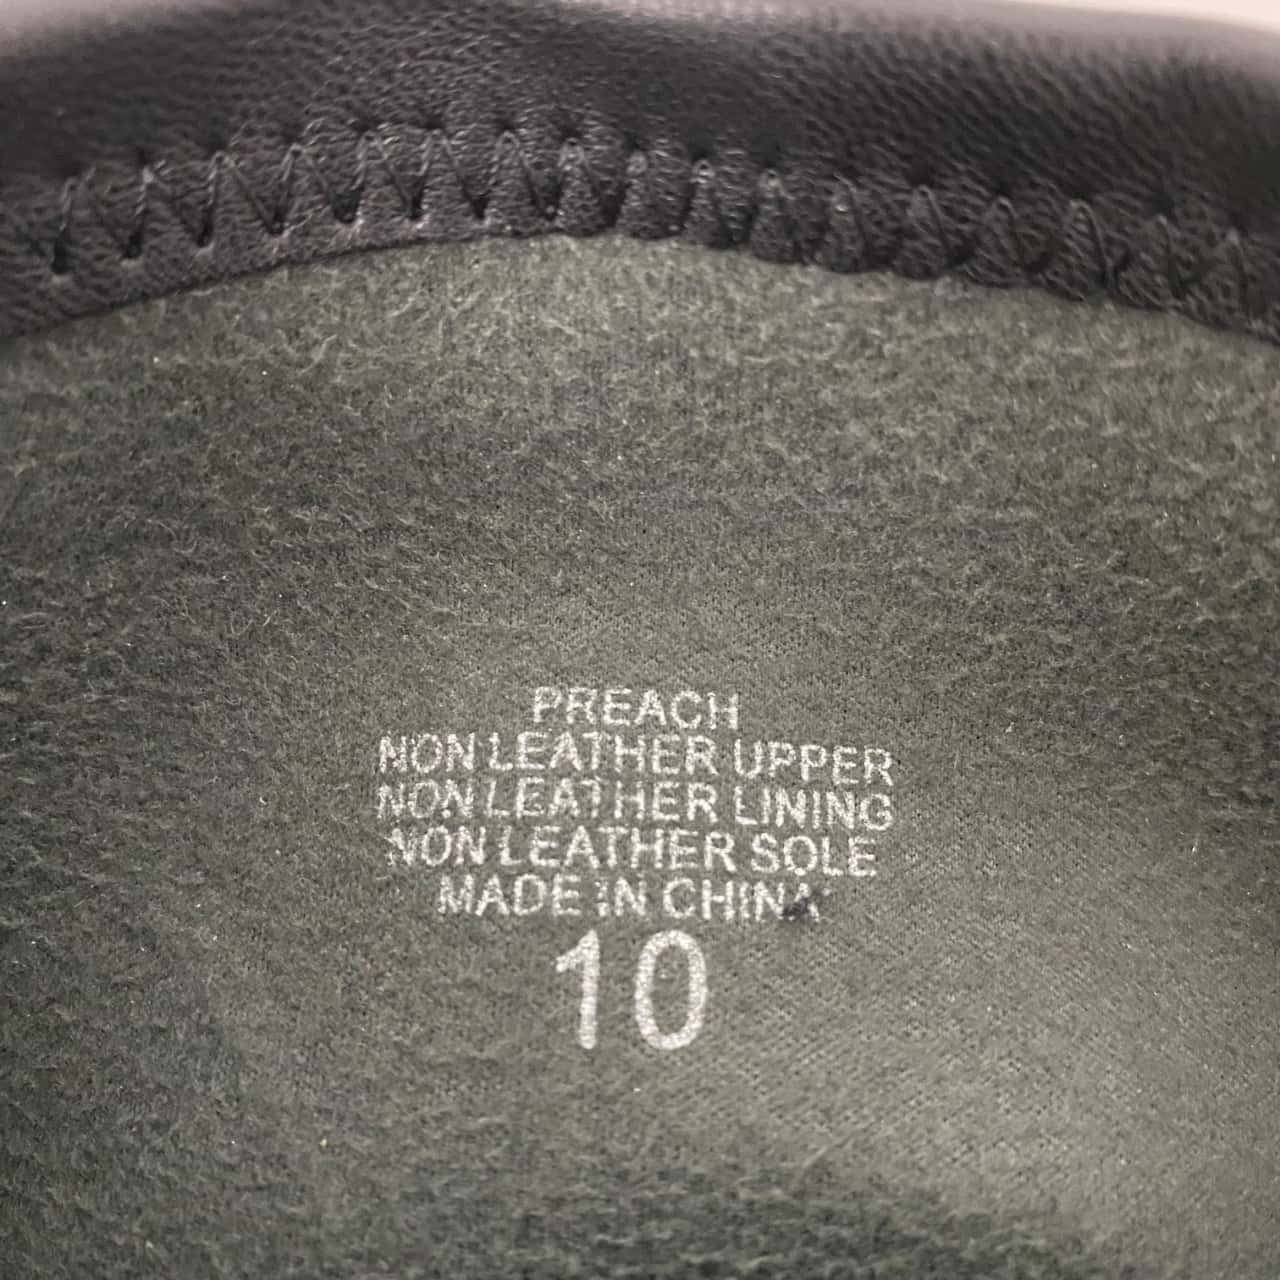 PREACH
NON LEATHER UPPER
NON LEATHER LINING
NON LEATHER SOLE
MADE IN CHINA
10